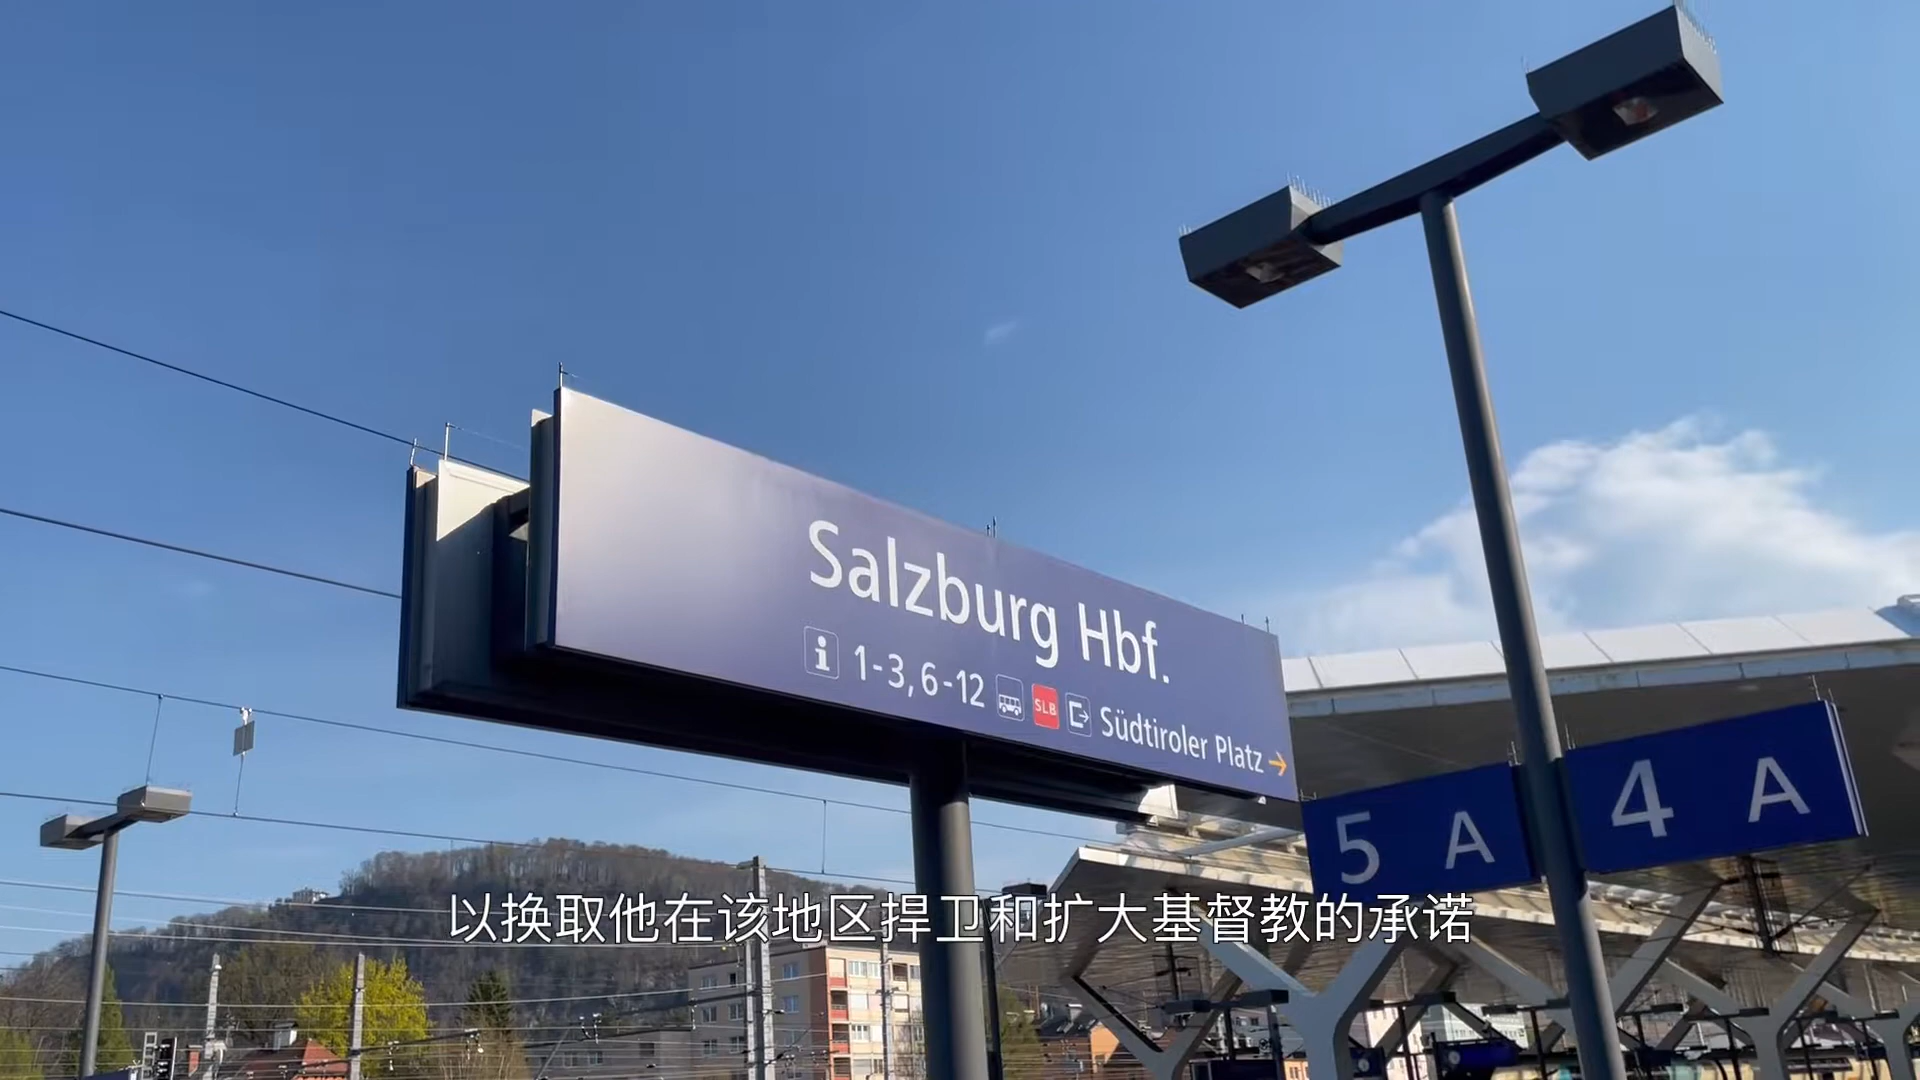 Salzburg Hbf.
i 1-3, 6-12 SLB Südtiroler Platz →
5 A
4 A
以换取他在该地区捍卫和扩大基督教的承诺